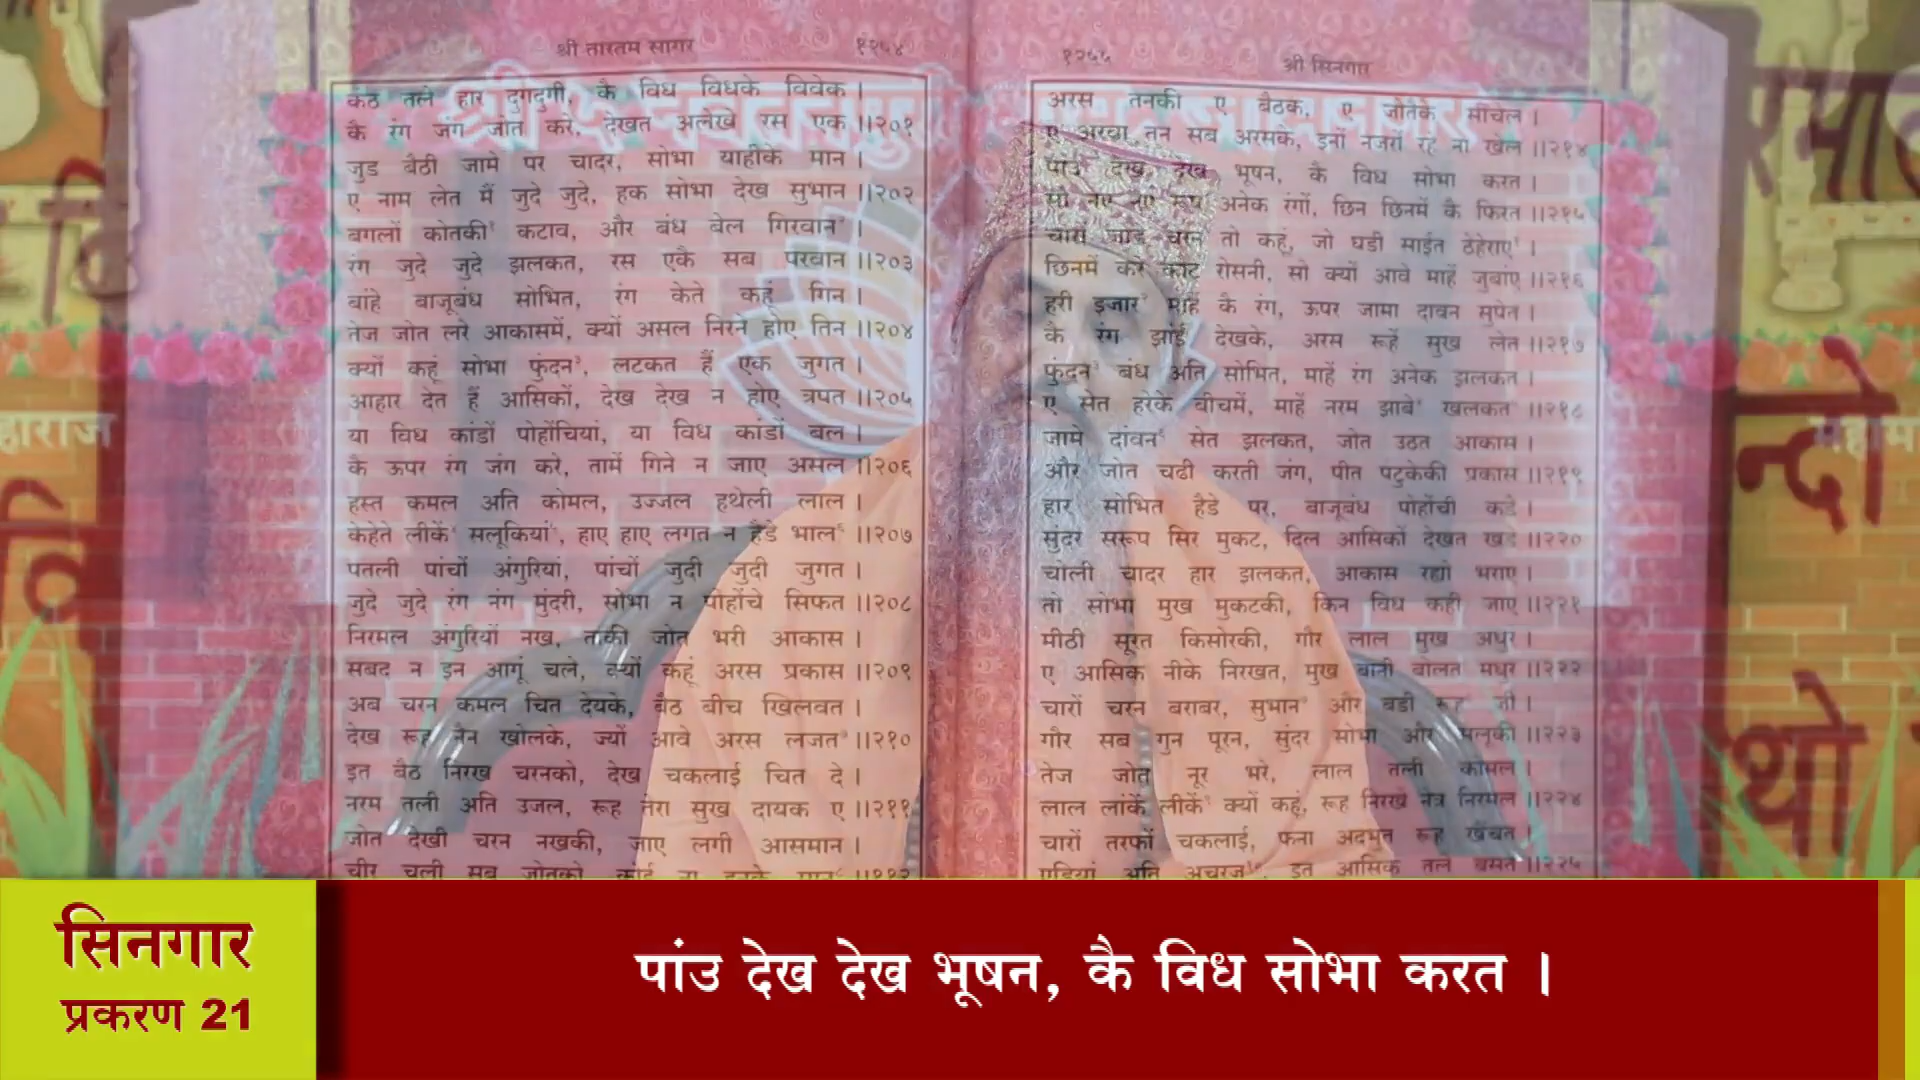 श्री तारतम सागर १२५४
कंठ तले हार दुगदुगी, कै विध विधके विवेक ।
कै रंग जंग जोत करे, देखत अलेखे रस एक ।।२०१
जुड बैठी जामे पर चादर, सोभा याहीके मान ।
ए नाम लेत मैं जुदे जुदे, हक सोभा देख सुभान ।।२०२
बगलों कोतकी कटाव, और बंध बेल गिरवान ।
रंग जुदे जुदे झलकत, रस एकै सब परवान ।।२०३
बांहे बाजूबंध सोभित, रंग केते कहूं गिन ।
तेज जोत लरे आकासमें, क्यों असल निरने होए तिन ।।२०४
क्यों कहूं सोभा फुंदन, लटकत हैं एक जुगत ।
आहार देत हैं आसिकों, देख देख न होए त्रपत ।।२०५
या विध कांडों पोहोंचियां, या विध कांडों बल ।
कै ऊपर रंग जंग करे, तामें गिने न जाए असल ।।२०६
हस्त कमल अति कोमल, उज्जल हथेली लाल ।
केहेते लीकें सलूकियां, हाए हाए लगत न हैडे भाल ।।२०७
पतली पांचों अंगुरियां, पांचों जुदी जुदी जुगत ।
जुदे जुदे रंग नंग मुंदरी, सोभा न पोहोंचे सिफत ।।२०८
निरमल अंगुरियों नख, ताकी जोत भरी आकास ।
सबद न इन आगूं चले, क्यों कहूं अरस प्रकास ।।२०९
अब चरन कमल चित देयके, बैठ बीच खिलवत ।
देख रूह नैन खोलके, ज्यों आवे अरस लजत ।।२१०
इत बैठ निरख चरनको, देख चकलाई चित दे ।
नरम तली अति उजल, रूह तेरा सुख दायक ए ।।२११
जोत देखी चरन नखकी, जाए लगी आसमान ।
चीर चली सब जोतको,
१२५५ श्री सिनगार
अरस तनकी ए बैठक, ए जोतके सींचेल ।
ए अरवा तन सब अरसके, इनों नजरों रहे ना खेल ।।२१४
पांउ देख देख भूषन, कै विध सोभा करत ।
सो नए नए रूप अनेक रंगों, छिन छिनमें कै फिरत ।।२१५
चारों जोडे चरन तो कहूं, जो घडी साईत ठेहेराए ।
छिनमें करे कोट रोसनी, सो क्यों आवे माहें जुबांए ।।२१६
हरी इजार माहें कै रंग, ऊपर जामा दावन सुपेत ।
कै रंग झांई देखके, अरस रूहें सुख लेत ।।२१७
फुंदन बंध अति सोभित, माहें रंग अनेक झलकत ।
ए सेत हरेके बीचमें, माहें नरम झाबे खलकत ।।२१८
जामे दांवन सेत झलकत, जोत उठत आकास ।
और जोत चढी करती जंग, पीत पटुकेकी प्रकास ।।२१९
हार सोभित हैडे पर, बाजूबंध पोहोंची कडे ।
सुंदर सरूप सिर मुकट, दिल आसिकों देखत खडे ।।२२०
चोली चादर हार झलकत, आकास रह्यो भराए ।
तो सोभा मुख मुकटकी, किन विध कही जाए ।।२२१
मीठी सूरत किसोरकी, गौर लाल मुख अधुर ।
ए आसिक नीके निरखत, मुख बानी बोलत मधुर ।।२२२
चारों चरन बराबर, सुभान और बडी रूह जी ।
गौर सब गुन पूरन, सुंदर सोभा और सलूकी ।।२२३
तेज जोत नूर भरे, लाल तली कोमल ।
लाल लांकें लीकें क्यों कहूं, रूह निरखे नेत्र निरमल ।।२२४
चारों तरफों चकलाई, फना अदभुत रूह खैंचत ।
एडियां अति अचरज, इत आसिक तले बसत ।।२२५
सिनगार
प्रकरण 21
पांउ देख देख भूषन, कै विध सोभा करत ।